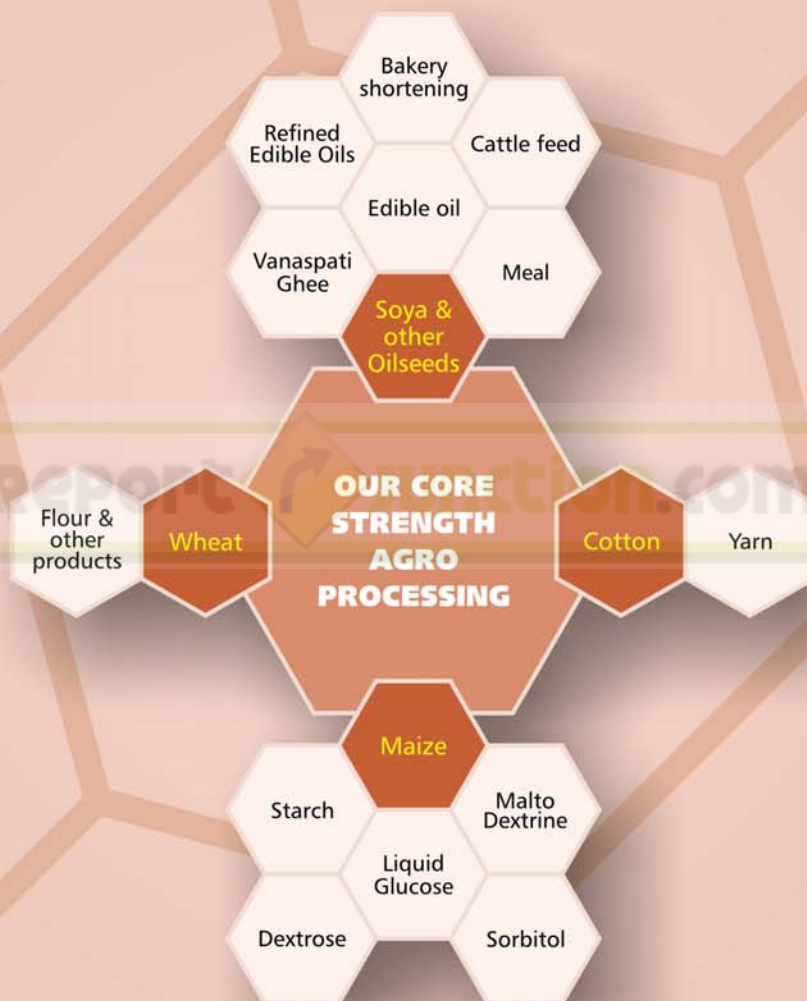 Bakery
shortening
Refined
Edible Oils
Cattle feed
Edible oil
Vanaspati
Ghee
Meal
Soya &
other
Oilseeds
OUR CORE
STRENGTH
AGRO
PROCESSING
Flour &
other
products
Wheat
Cotton
Yarn
Maize
Starch
Malto
Dextrine
Liquid
Glucose
Dextrose
Sorbitol